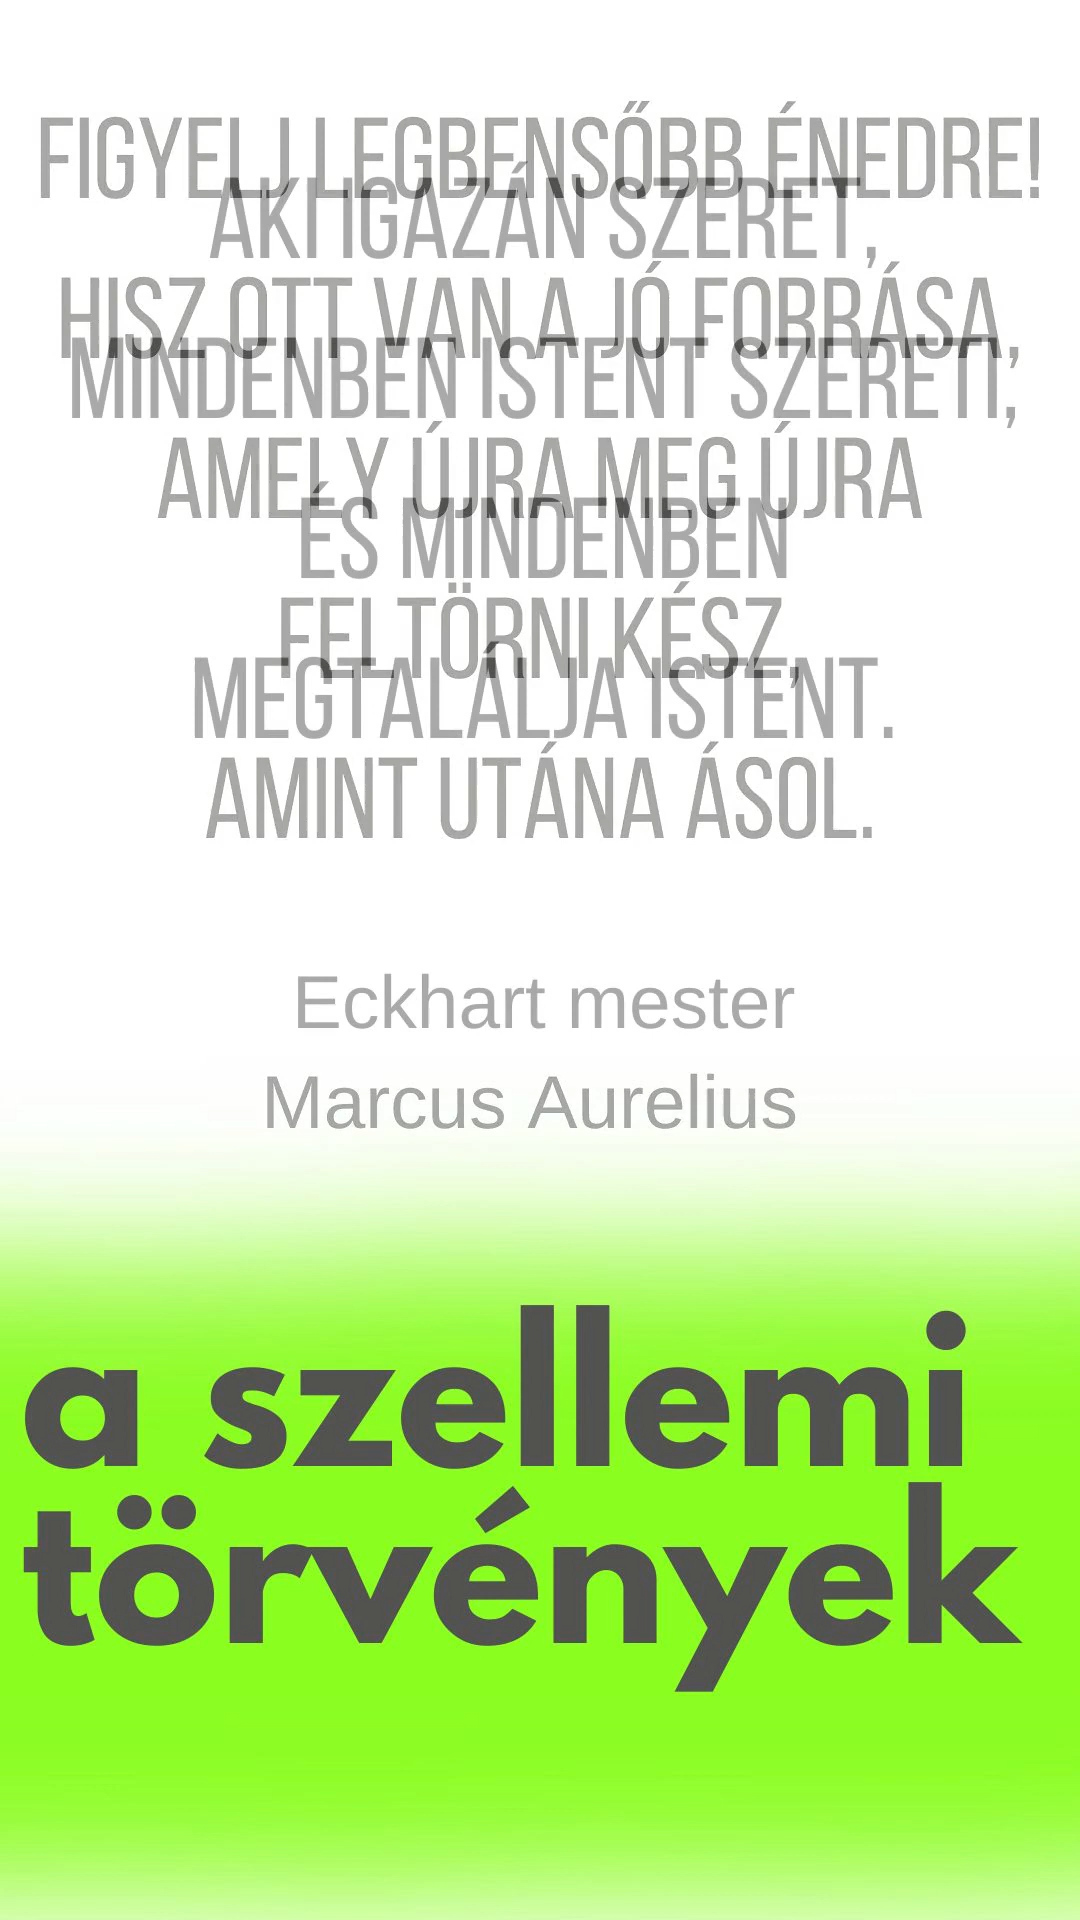 FIGYELJ LEGBENSŐBB ÉNEDRE!
AKI IGAZÁN SZERET,
HISZ OTT VAN A JÓ FORRÁSA,
MINDENBEN ISTENT SZERETI,
AMELY ÚJRA MEG ÚJRA
ÉS MINDENBEN
FELTÖRNI KÉSZ,
MEGTALÁLJA ISTENT.
AMINT UTÁNA ÁSOL.
Eckhart mester
Marcus Aurelius
a szellemi
törvények